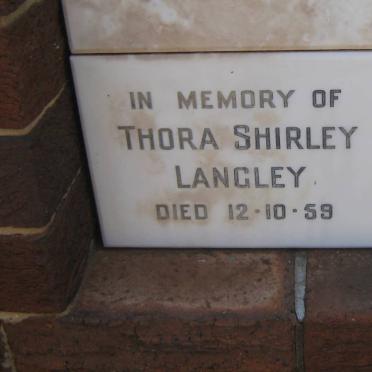 IN MEMORY OF
THORA SHIRLEY
LANGLEY
DIED 12·10·59